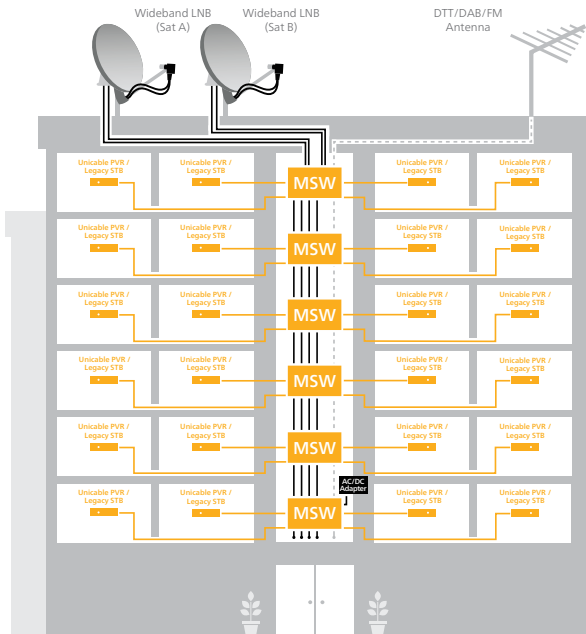 Wideband LNB
(Sat A)
Wideband LNB
(Sat B)
DTT/DAB/FM
Antenna
Unicable PVR /
Legacy STB
Unicable PVR /
Legacy STB
MSW
Unicable PVR /
Legacy STB
Unicable PVR /
Legacy STB
Unicable PVR /
Legacy STB
Unicable PVR /
Legacy STB
MSW
Unicable PVR /
Legacy STB
Unicable PVR /
Legacy STB
Unicable PVR /
Legacy STB
Unicable PVR /
Legacy STB
MSW
Unicable PVR /
Legacy STB
Unicable PVR /
Legacy STB
Unicable PVR /
Legacy STB
Unicable PVR /
Legacy STB
MSW
Unicable PVR /
Legacy STB
Unicable PVR /
Legacy STB
Unicable PVR /
Legacy STB
Unicable PVR /
Legacy STB
MSW
Unicable PVR /
Legacy STB
Unicable PVR /
Legacy STB
AC/DC
Adapter
Unicable PVR /
Legacy STB
Unicable PVR /
Legacy STB
MSW
Unicable PVR /
Legacy STB
Unicable PVR /
Legacy STB